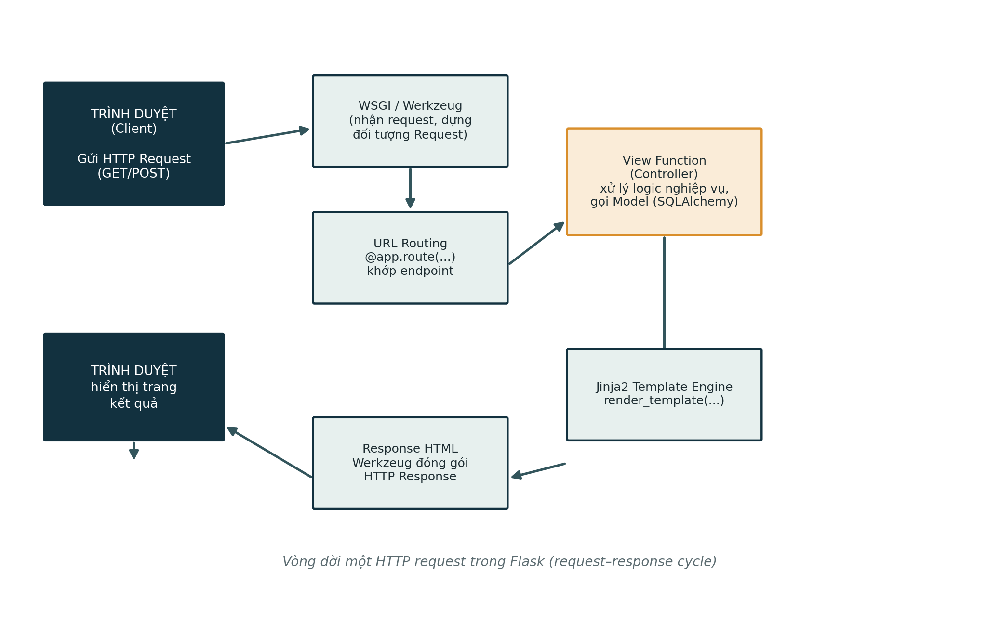 TRÌNH DUYỆT
(Client)
Gửi HTTP Request
(GET/POST)
WSGI / Werkzeug
(nhận request, dựng
đối tượng Request)
URL Routing
@app.route(...)
khớp endpoint
View Function
(Controller)
xử lý logic nghiệp vụ,
gọi Model (SQLAlchemy)
Jinja2 Template Engine
render_template(...)
Response HTML
Werkzeug đóng gói
HTTP Response
TRÌNH DUYỆT
hiển thị trang
kết quả
Vòng đời một HTTP request trong Flask (request–response cycle)